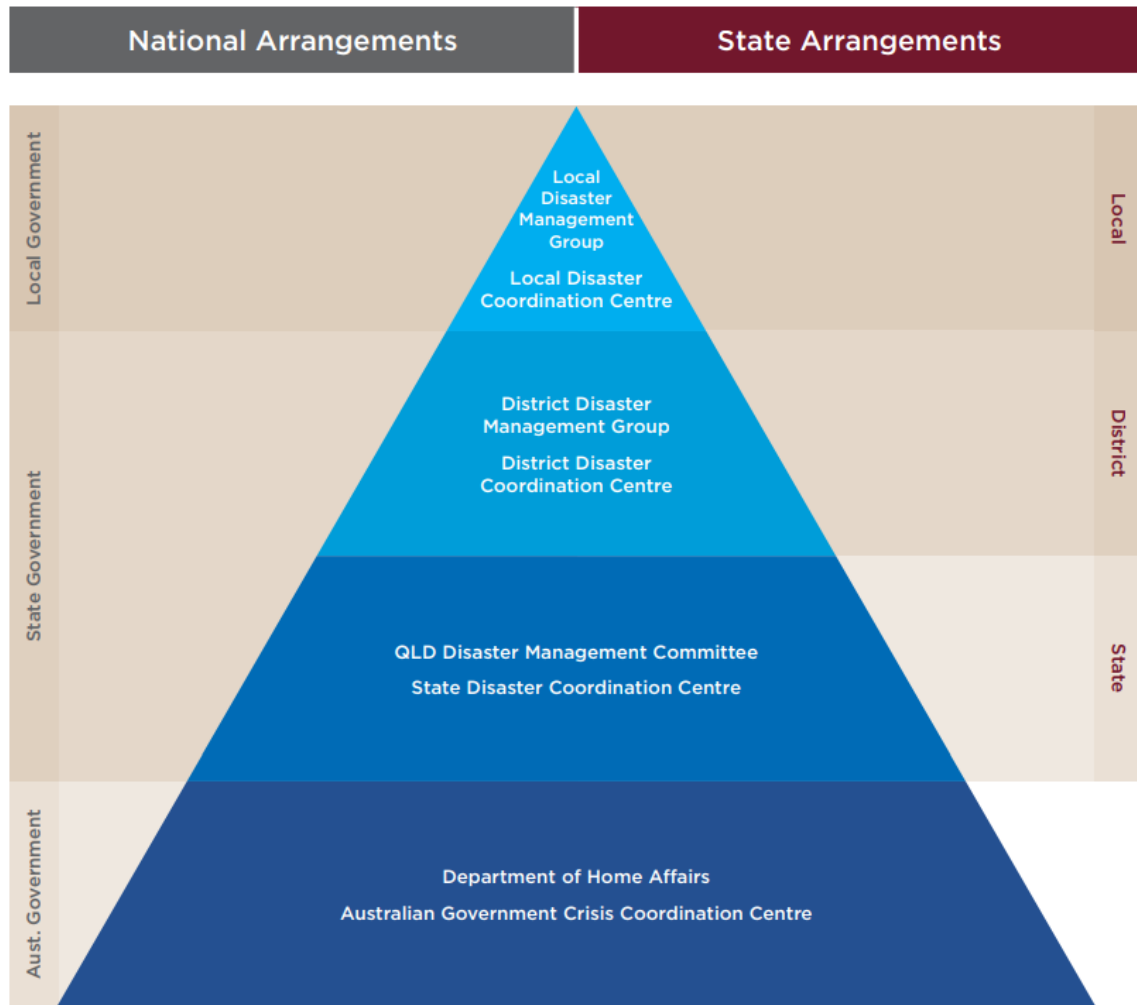 National Arrangements
State Arrangements
Local Government
Local
Disaster
Management
Group
Local Disaster
Coordination Centre
Local
State Government
District Disaster
Management Group
District Disaster
Coordination Centre
District
QLD Disaster Management Committee
State Disaster Coordination Centre
State
Aust. Government
Department of Home Affairs
Australian Government Crisis Coordination Centre